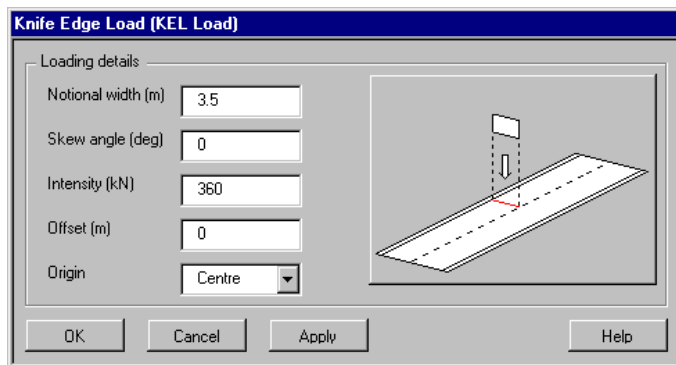 Knife Edge Load (KEL Load)
Loading details
Notional width (m) 3.5
Skew angle (deg) 0
Intensity (kN) 360
Offset (m) 0
Origin Centre
OK Cancel Apply Help